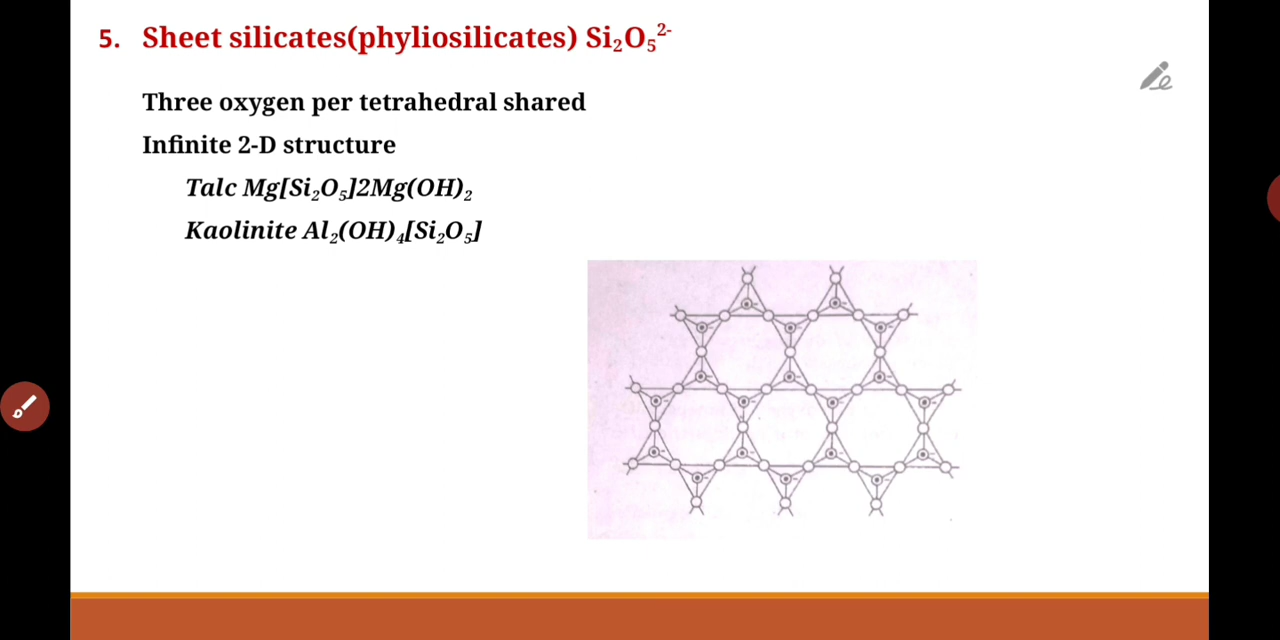 5. Sheet silicates(phyliosilicates) Si₂O₅²⁻
Three oxygen per tetrahedral shared
Infinite 2-D structure
Talc Mg[Si₂O₅]2Mg(OH)₂
Kaolinite Al₂(OH)₄[Si₂O₅]